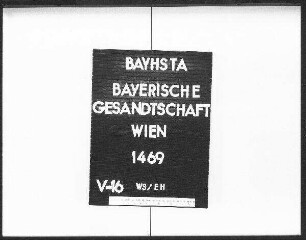 BAYHSTA
BAYERISCHE
GESANDTSCHAFT
WIEN
1469
V-16 WS/EH